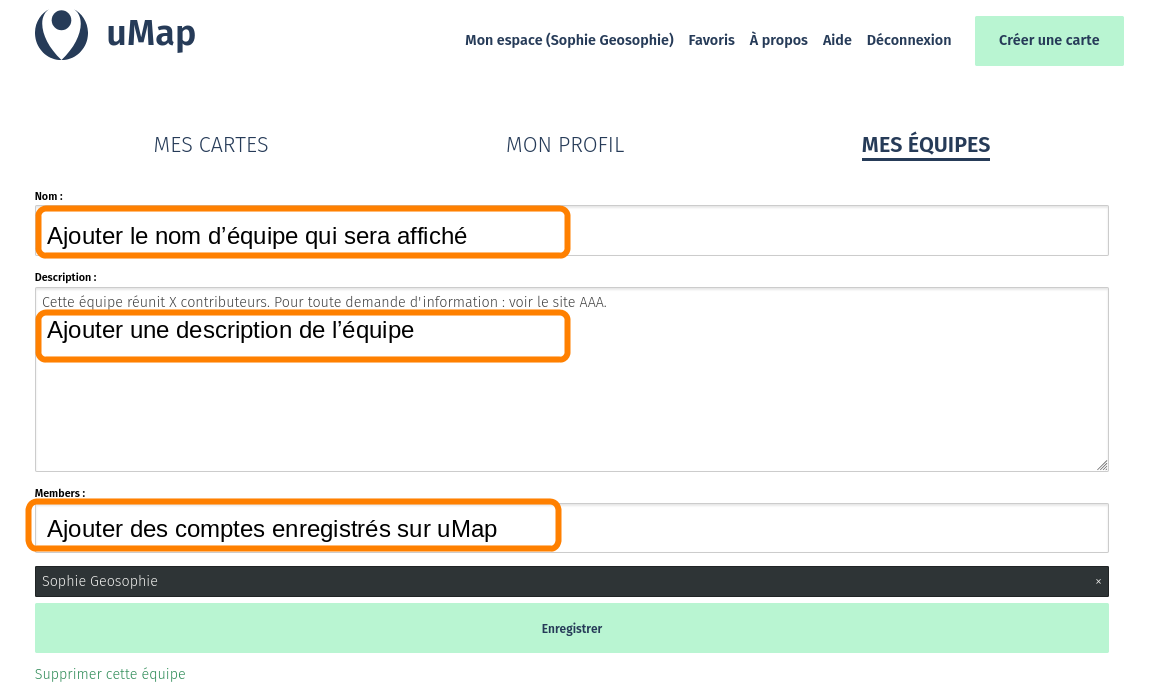 uMap
Mon espace (Sophie Geosophie) Favoris À propos Aide Déconnexion Créer une carte
MES CARTES MON PROFIL MES ÉQUIPES
Nom :
Ajouter le nom d’équipe qui sera affiché
Description :
Cette équipe réunit X contributeurs. Pour toute demande d'information : voir le site AAA.
Ajouter une description de l’équipe
Members :
Ajouter des comptes enregistrés sur uMap
Sophie Geosophie ×
Enregistrer
Supprimer cette équipe